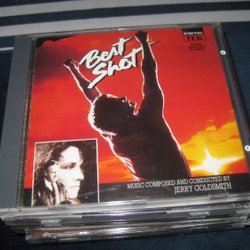 Best
Shot
DIGITAL
MUSIC COMPOSED AND CONDUCTED BY
JERRY GOLDSMITH